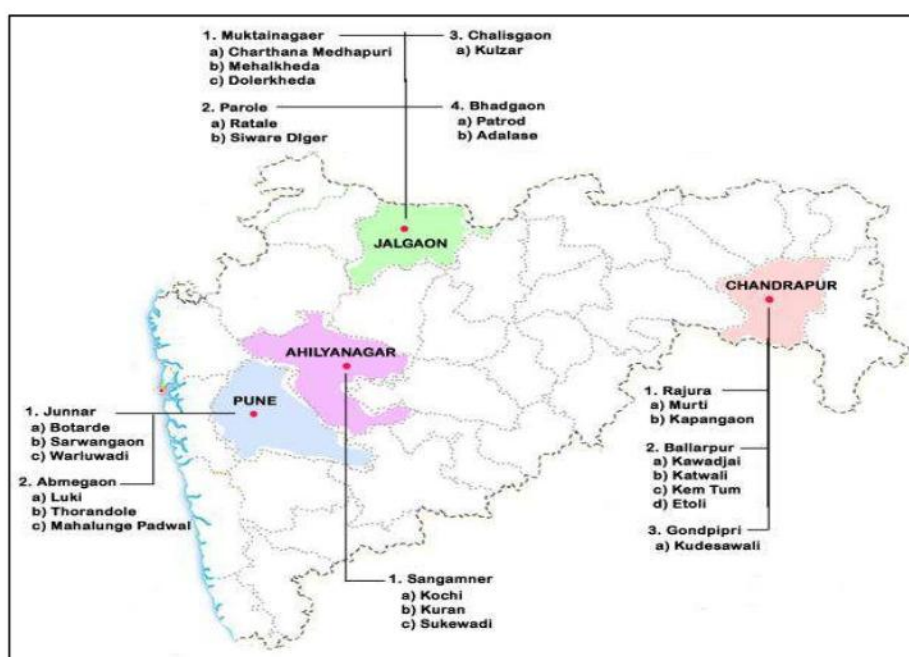 1. Muktainagaer
a) Charthana Medhapuri
b) Mehalkheda
c) Dolerkheda
3. Chalisgaon
a) Kulzar
2. Parole
a) Ratale
b) Siware DIger
4. Bhadgaon
a) Patrod
b) Adalase
JALGAON
CHANDRAPUR
AHILYANAGAR
PUNE
1. Junnar
a) Botarde
b) Sarwangaon
c) Wariuwadi
2. Abmegaon
a) Luki
b) Thorandole
c) Mahalunge Padwal
1. Rajura
a) Murti
b) Kapangaon
2. Ballarpur
a) Kawadjai
b) Katwali
c) Kem Tum
d) Etoli
3. Gondpipri
a) Kudesawali
1. Sangamner
a) Kochi
b) Kuran
c) Sukewadi